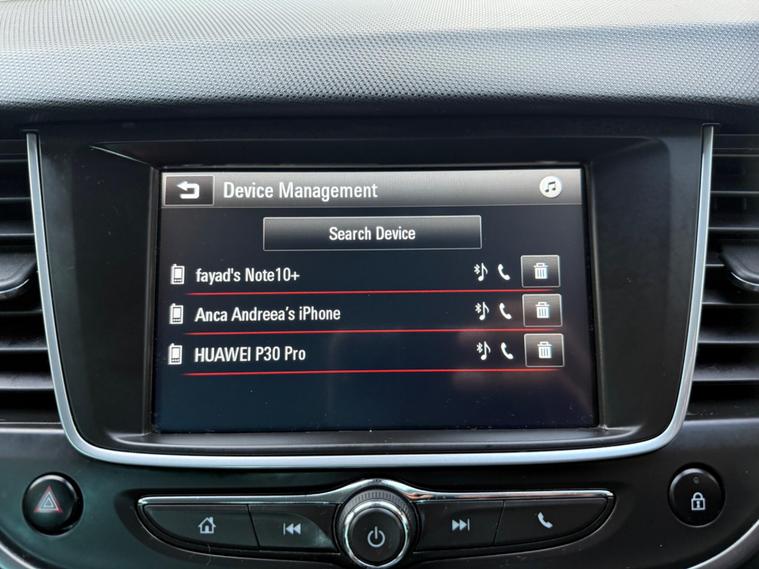 Device Management
Search Device
fayad's Note10+
Anca Andreea's iPhone
HUAWEI P30 Pro